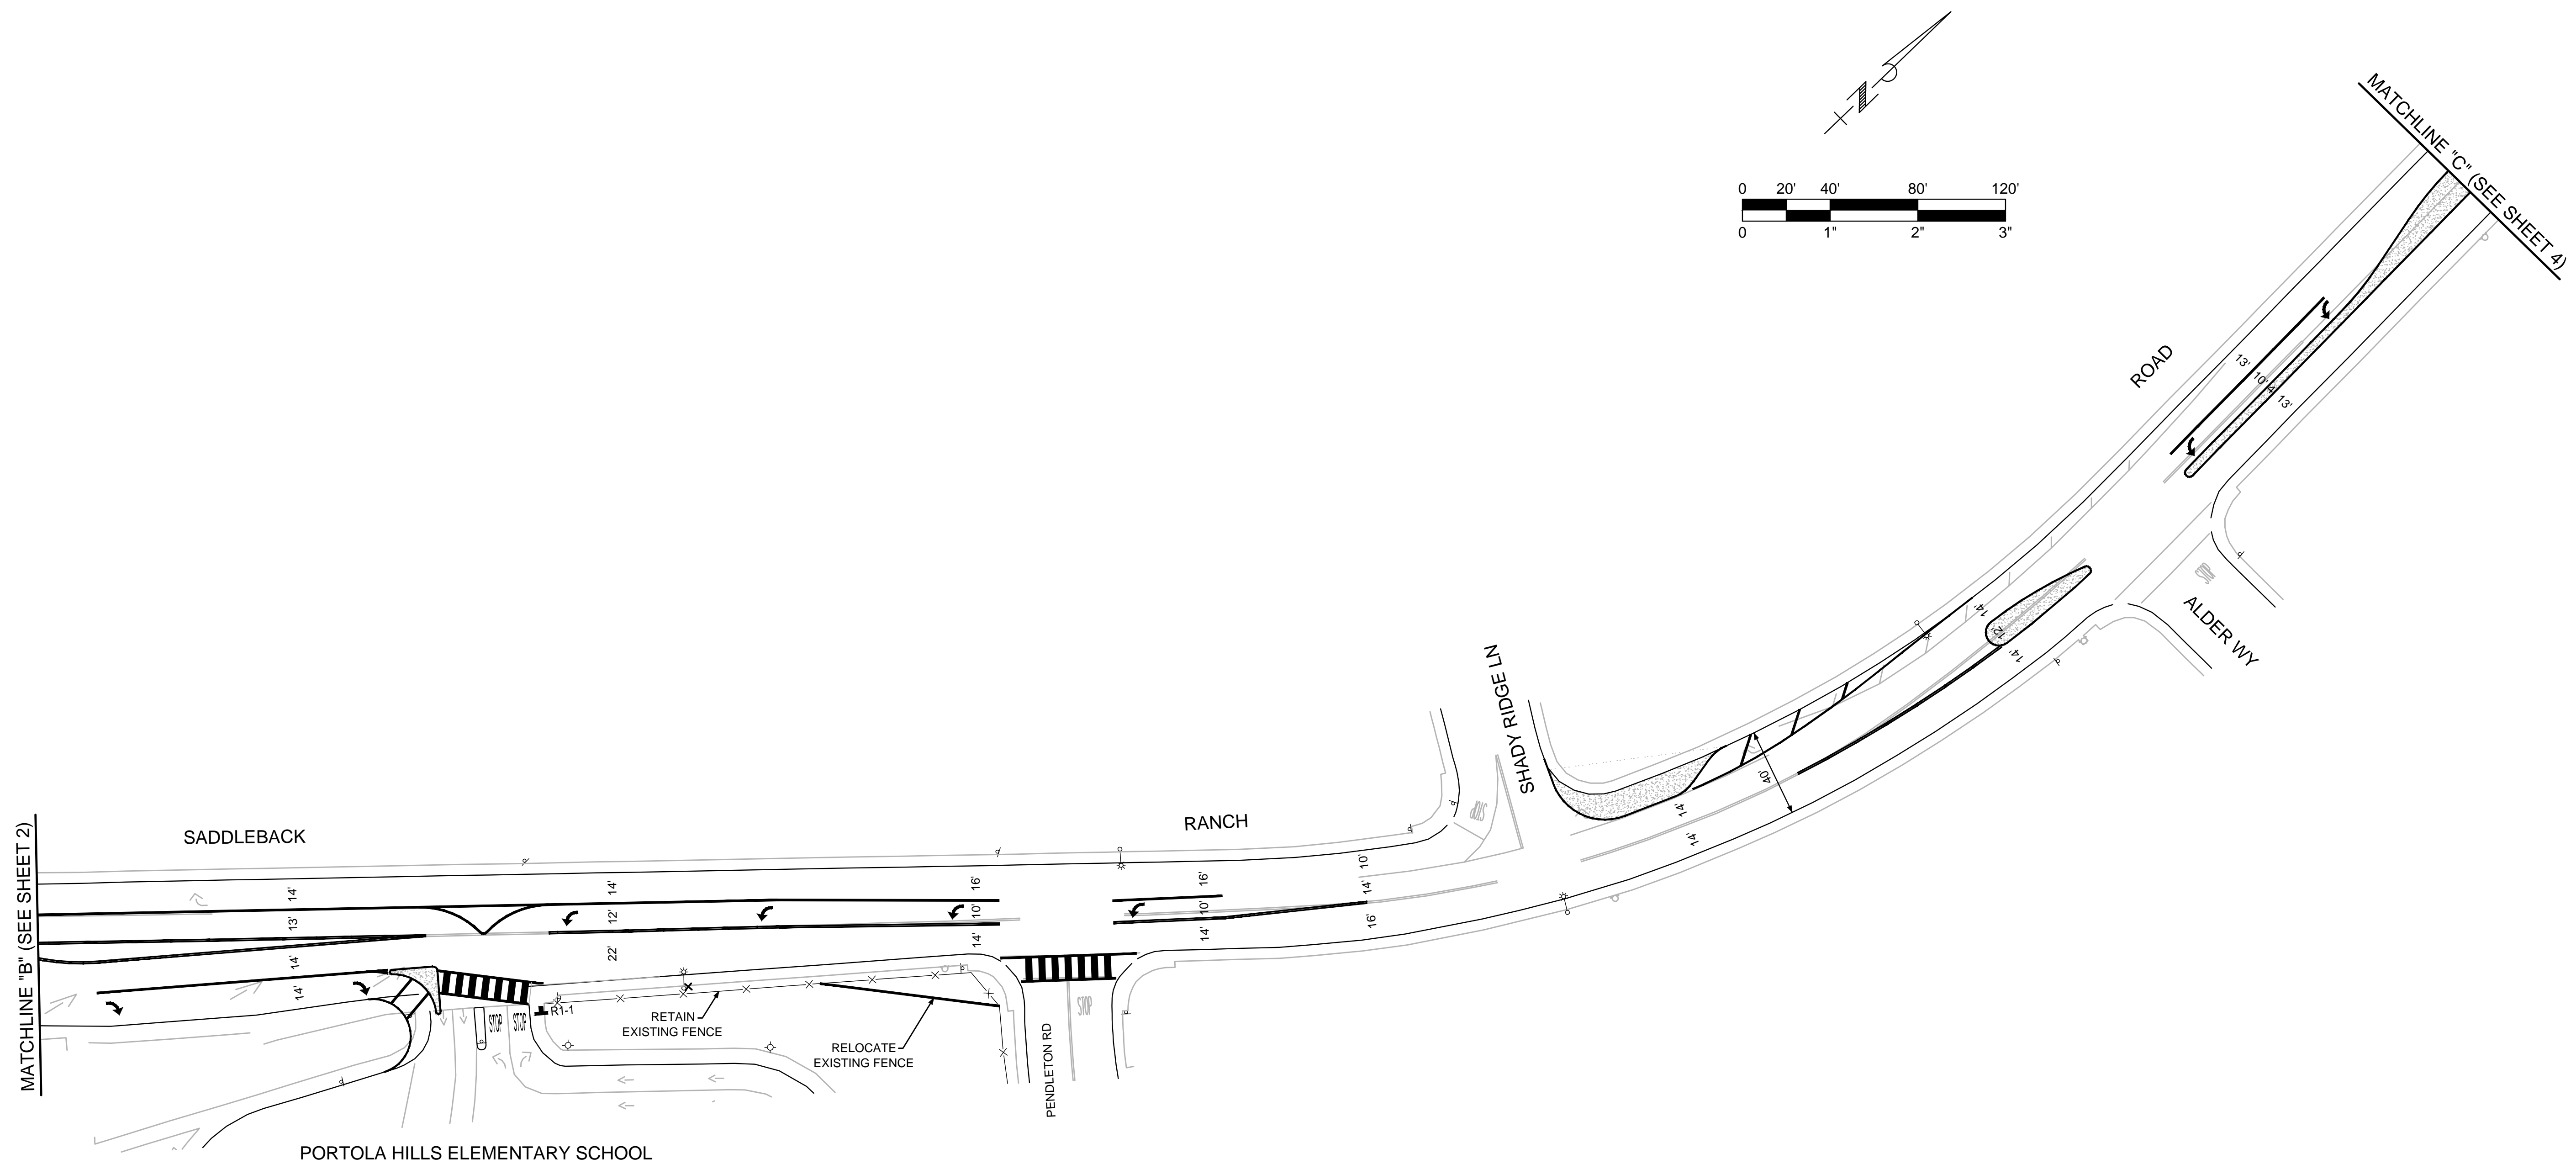 MATCHLINE "C" (SEE SHEET 4)
0 20' 40' 80' 120'
0 1" 2" 3"
ROAD
13'
10'
4'
13'
STOP
ALDER WY
14'
12'
14'
SHADY RIDGE LN
STOP
40'
14'
14'
MATCHLINE "B" (SEE SHEET 2)
SADDLEBACK
RANCH
14'
13'
14'
14'
14'
12'
22'
16'
10'
14'
16'
10'
14'
10'
14'
16'
STOP
STOP
R1-1
RETAIN
EXISTING FENCE
RELOCATE
EXISTING FENCE
PENDLETON RD
STOP
PORTOLA HILLS ELEMENTARY SCHOOL